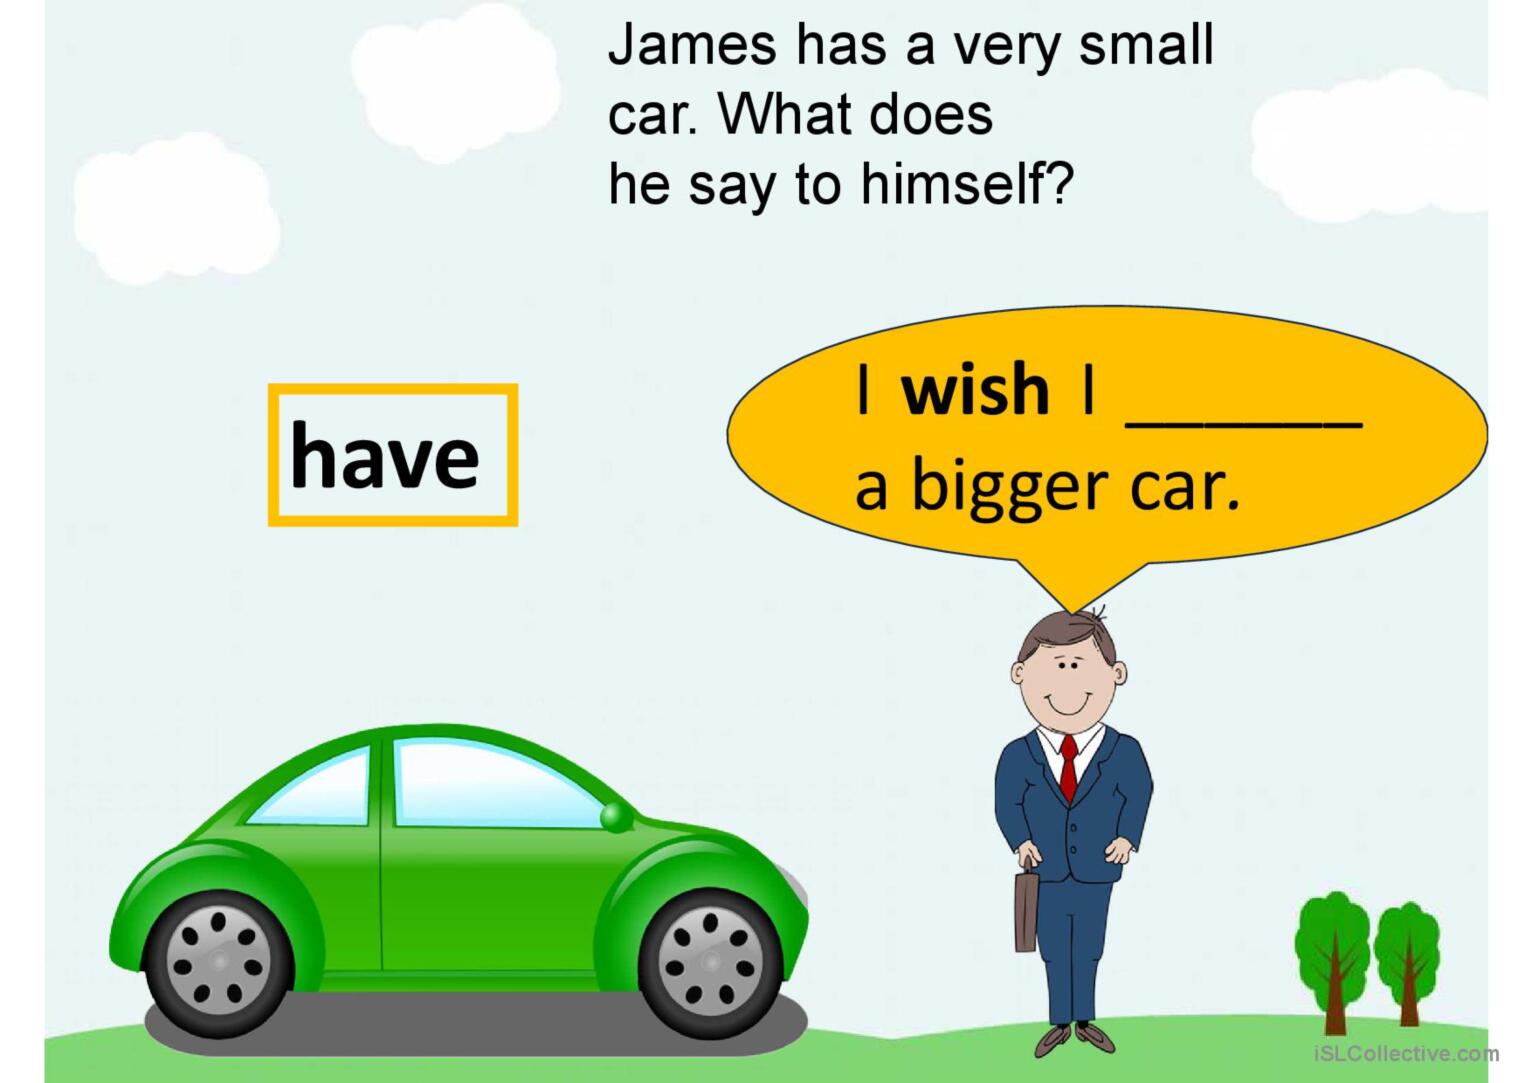 James has a very small
car. What does
he say to himself?
have
I wish I ______
a bigger car.
iSLCollective.com